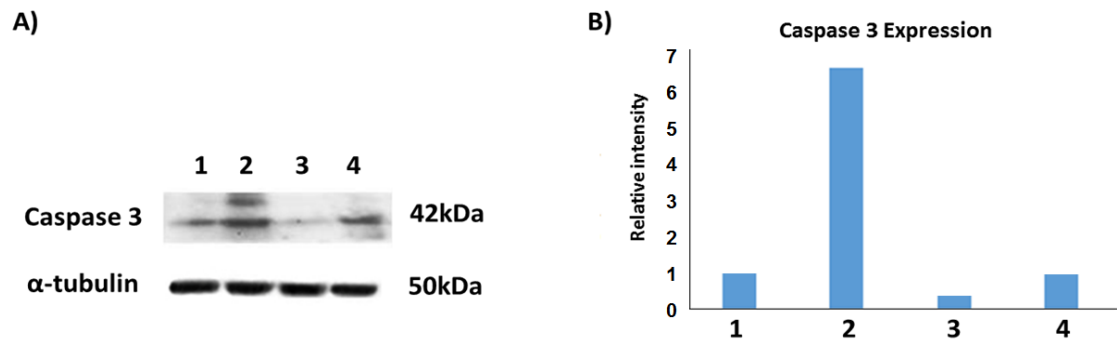 A)
1 2 3 4
Caspase 3 42kDa
α-tubulin 50kDa
B)
Caspase 3 Expression
Relative intensity
7
6
5
4
3
2
1
0
1 2 3 4